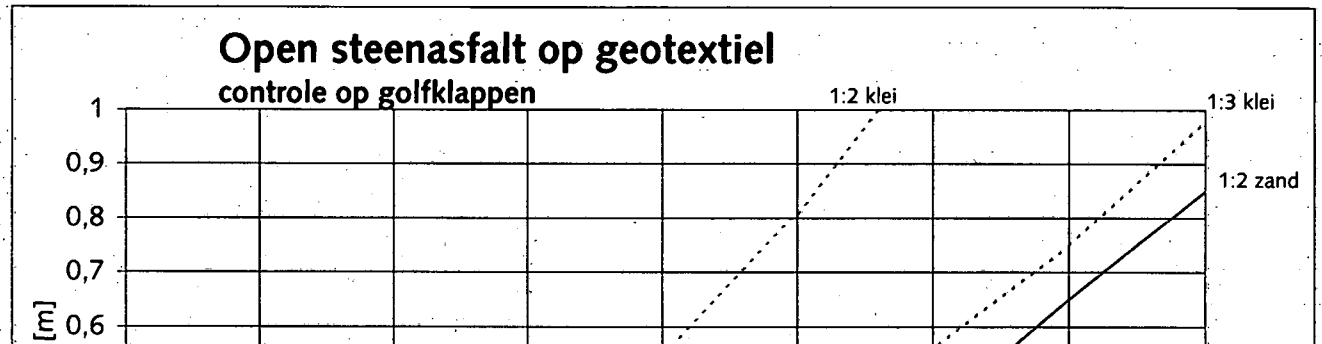 Open steenasfalt op geotextiel
controle op golfklappen
1:2 klei
1:3 klei
1:2 zand
1
0,9
0,8
0,7
0,6
[m]